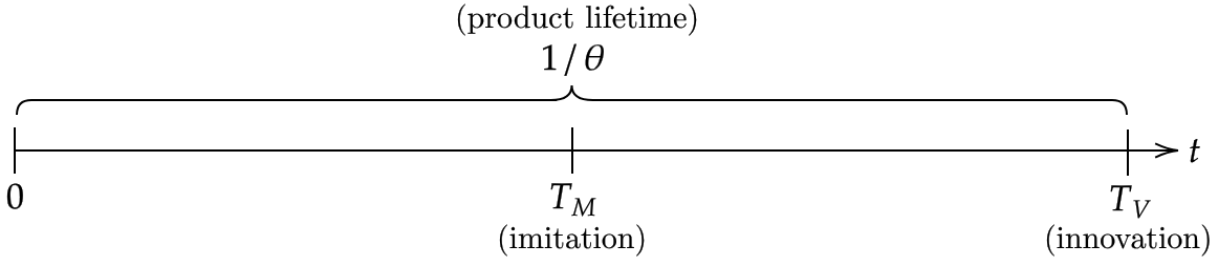 (product lifetime)
1/θ
t
0 T_M T_V
(imitation) (innovation)